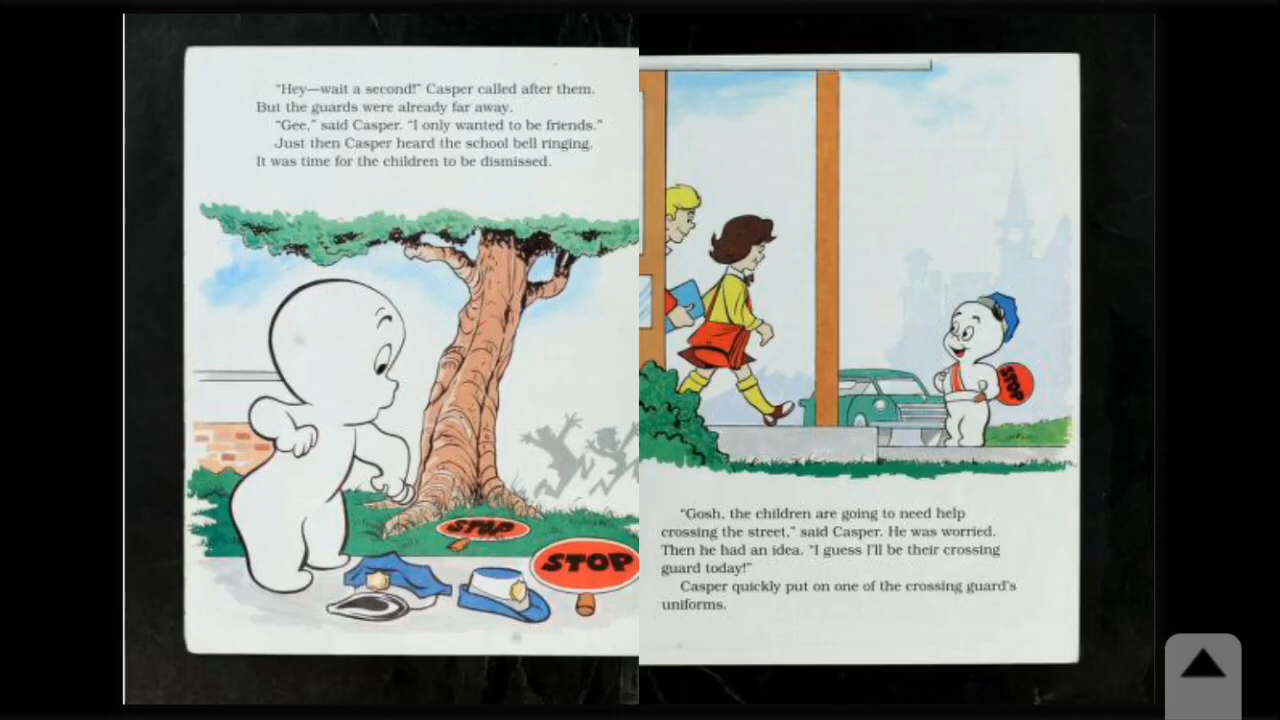 "Hey—wait a second!" Casper called after them.
But the guards were already far away.
"Gee," said Casper. "I only wanted to be friends."
Just then Casper heard the school bell ringing.
It was time for the children to be dismissed.
STOP
STOP
STOP
"Gosh, the children are going to need help
crossing the street," said Casper. He was worried.
Then he had an idea. "I guess I'll be their crossing
guard today!"
Casper quickly put on one of the crossing guard's
uniforms.